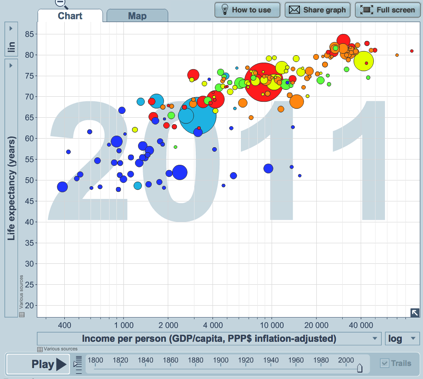 Chart
Map
How to use
Share graph
Full screen
lin
Life expectancy (years)
85
80
75
70
65
60
55
50
45
40
35
30
25
20
2011
Various sources
400
1 000
2 000
4 000
10 000
20 000
40 000
Income per person (GDP/capita, PPP$ inflation-adjusted)
log
Various sources
Play
1800
1820
1840
1860
1880
1900
1920
1940
1960
1980
2000
Trails